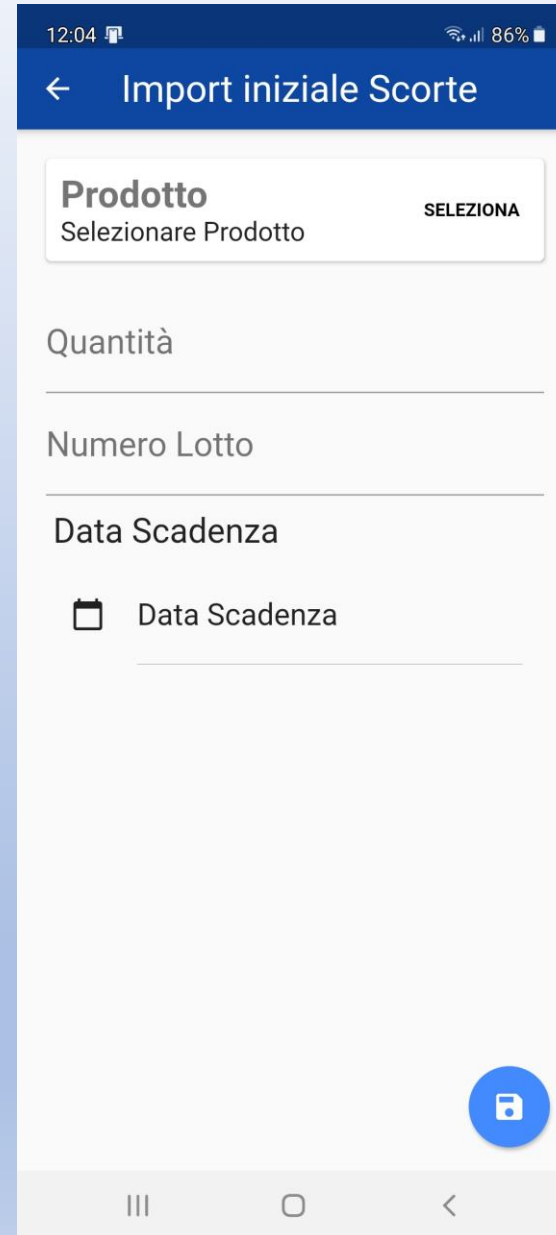 12:04 86%
Import iniziale Scorte
Prodotto
Selezionare Prodotto
SELEZIONA
Quantità
Numero Lotto
Data Scadenza
Data Scadenza